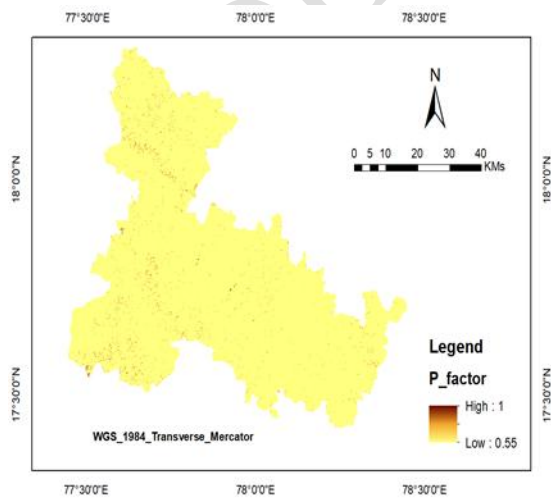 77°30'0"E 78°0'0"E 78°30'0"E
N
0 5 10 20 30 40
KMs
18°0'0"N 18°0'0"N
Legend
P_factor
High : 1
Low : 0.55
17°30'0"N 17°30'0"N
WGS_1984_Transverse_Mercator
77°30'0"E 78°0'0"E 78°30'0"E